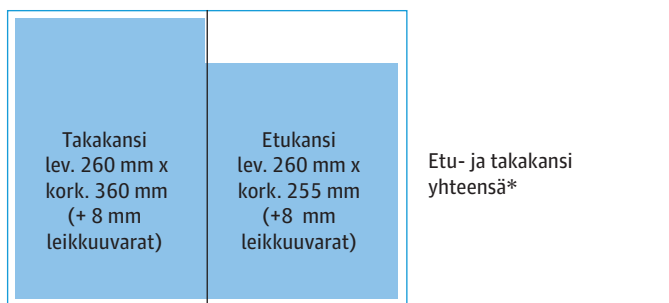 Takakansi
lev. 260 mm x
kork. 360 mm
(+ 8 mm
leikkuuvarat)
Etukansi
lev. 260 mm x
kork. 255 mm
(+8 mm
leikkuuvarat)
Etu- ja takakansi
yhteensä*